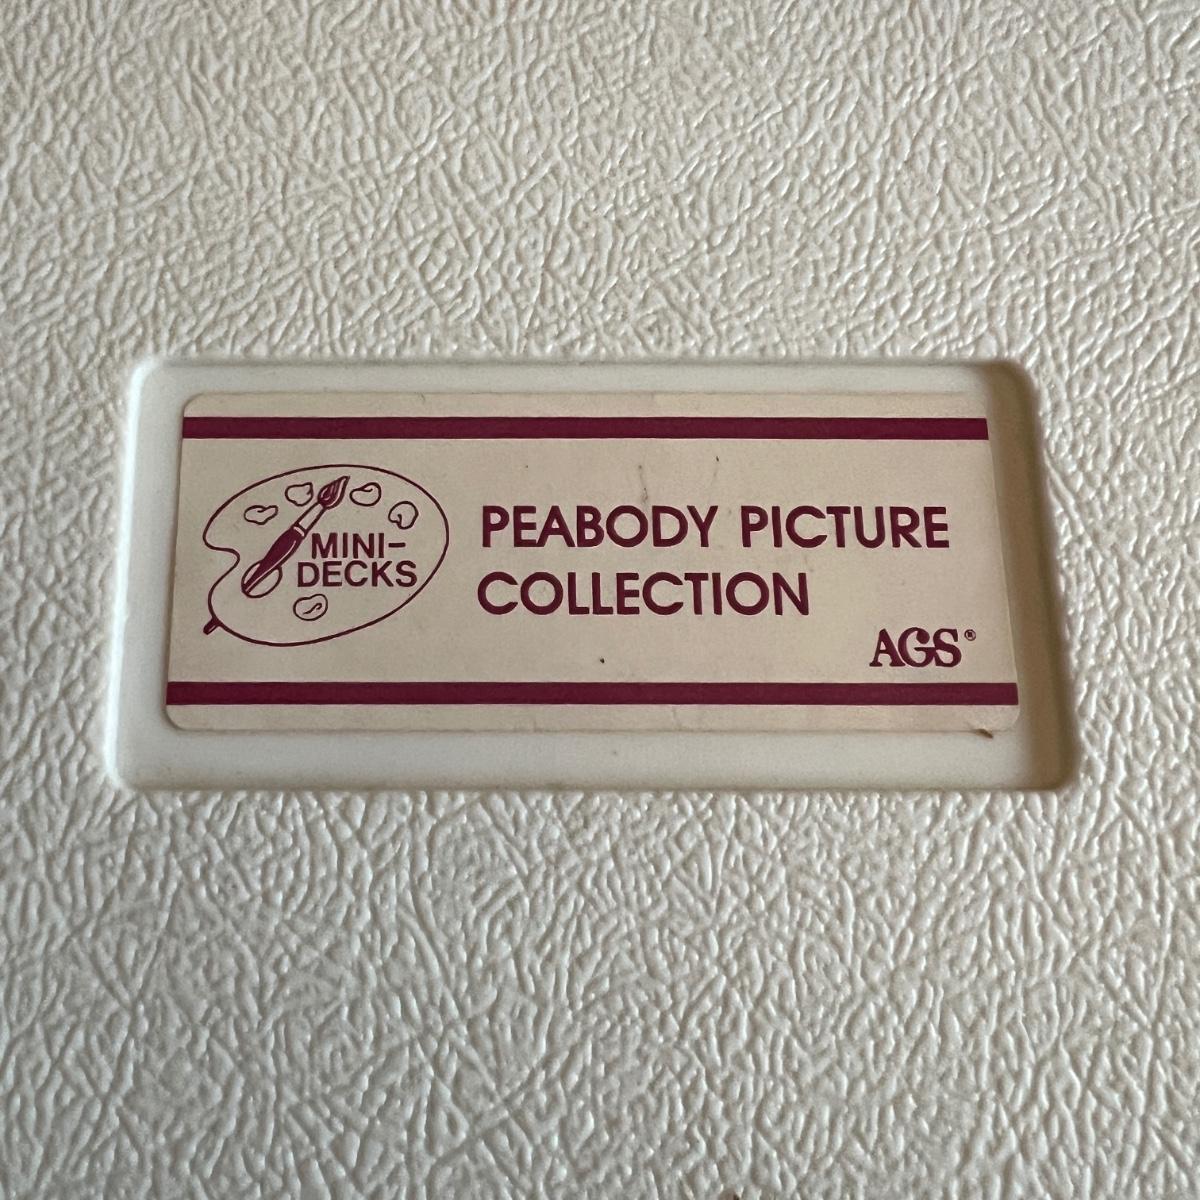 MINI-
DECKS
PEABODY PICTURE
COLLECTION
AGS®